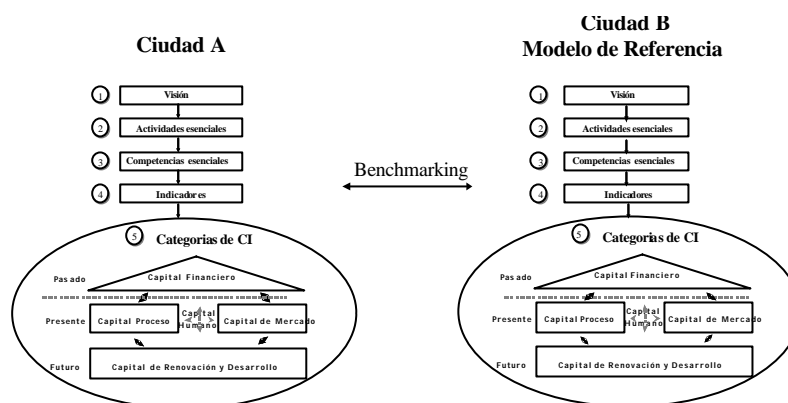 Ciudad A
1 Visión
2 Actividades esenciales
3 Competencias esenciales
4 Indicadores
5 Categorias de CI
Pasado
Capital Financiero
Presente
Capital Proceso
Capital
Humano
Capital de Mercado
Futuro
Capital de Renovación y Desarrollo
Benchmarking
Ciudad B
Modelo de Referencia
1 Visión
2 Actividades esenciales
3 Competencias esenciales
4 Indicadores
5 Categorias de CI
Pasado
Capital Financiero
Presente
Capital Proceso
Capital
Humano
Capital de Mercado
Futuro
Capital de Renovación y Desarrollo